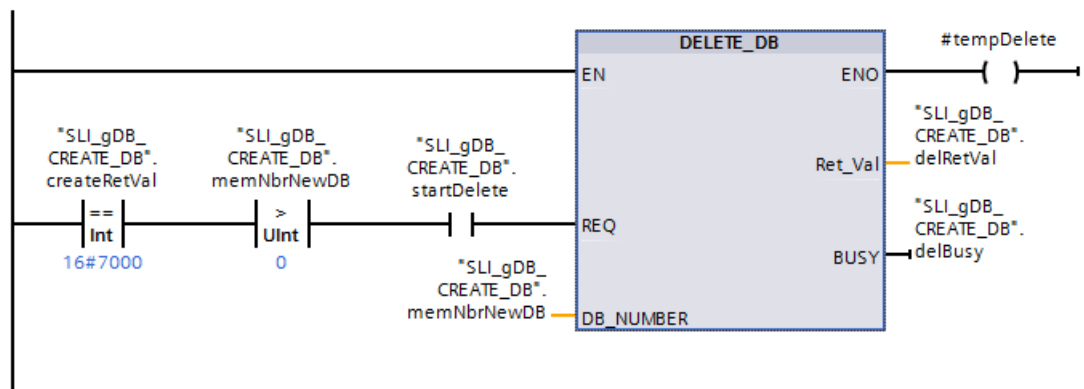 DELETE_DB
#tempDelete
EN
ENO
"SLI_gDB_
CREATE_DB".
createRetVal
==
Int
16#7000
"SLI_gDB_
CREATE_DB".
memNbrNewDB
>
UInt
0
"SLI_gDB_
CREATE_DB".
startDelete
REQ
"SLI_gDB_
CREATE_DB".
memNbrNewDB
DB_NUMBER
Ret_Val
"SLI_gDB_
CREATE_DB".
delRetVal
BUSY
"SLI_gDB_
CREATE_DB".
delBusy